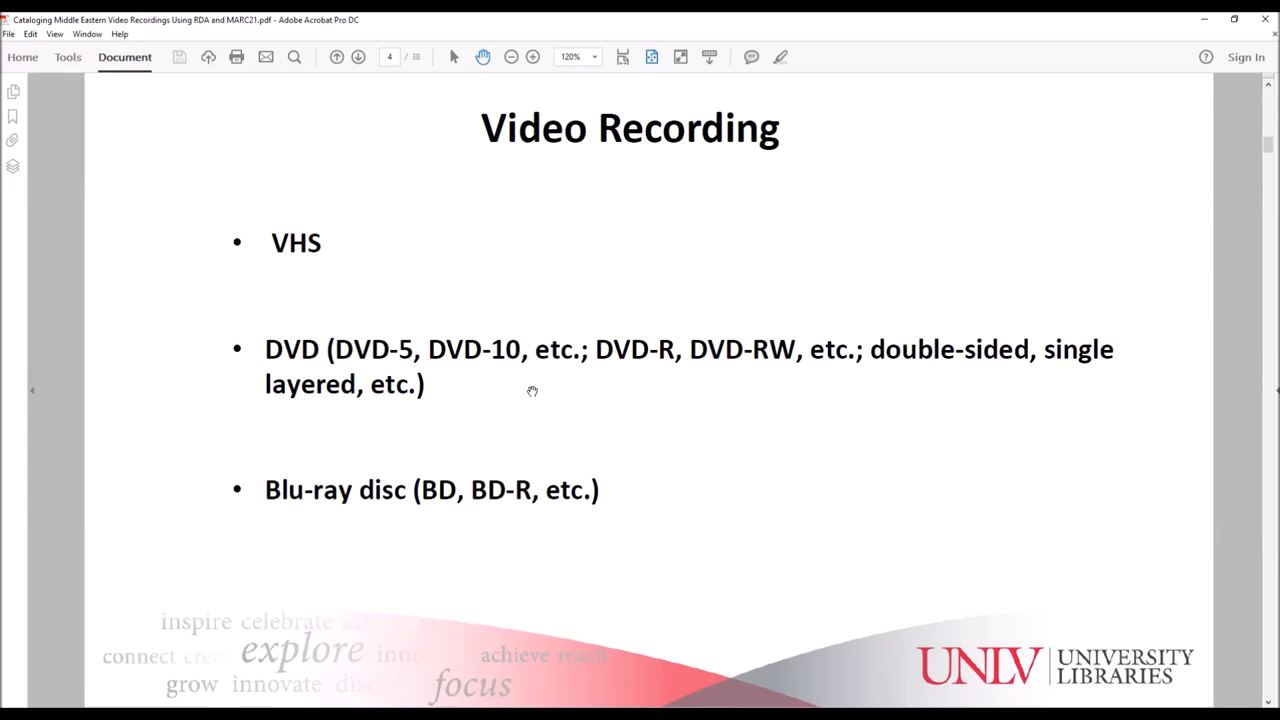 Cataloging Middle Eastern Video Recordings Using RDA and MARC21.pdf - Adobe Acrobat Pro DC
File Edit View Window Help
Home Tools Document 4 / 38 120% Sign In
Video Recording
• VHS
• DVD (DVD-5, DVD-10, etc.; DVD-R, DVD-RW, etc.; double-sided, single
layered, etc.)
• Blu-ray disc (BD, BD-R, etc.)
inspire celebrate
connect explore achieve reach
grow innovate focus
UNLV UNIVERSITY
LIBRARIES